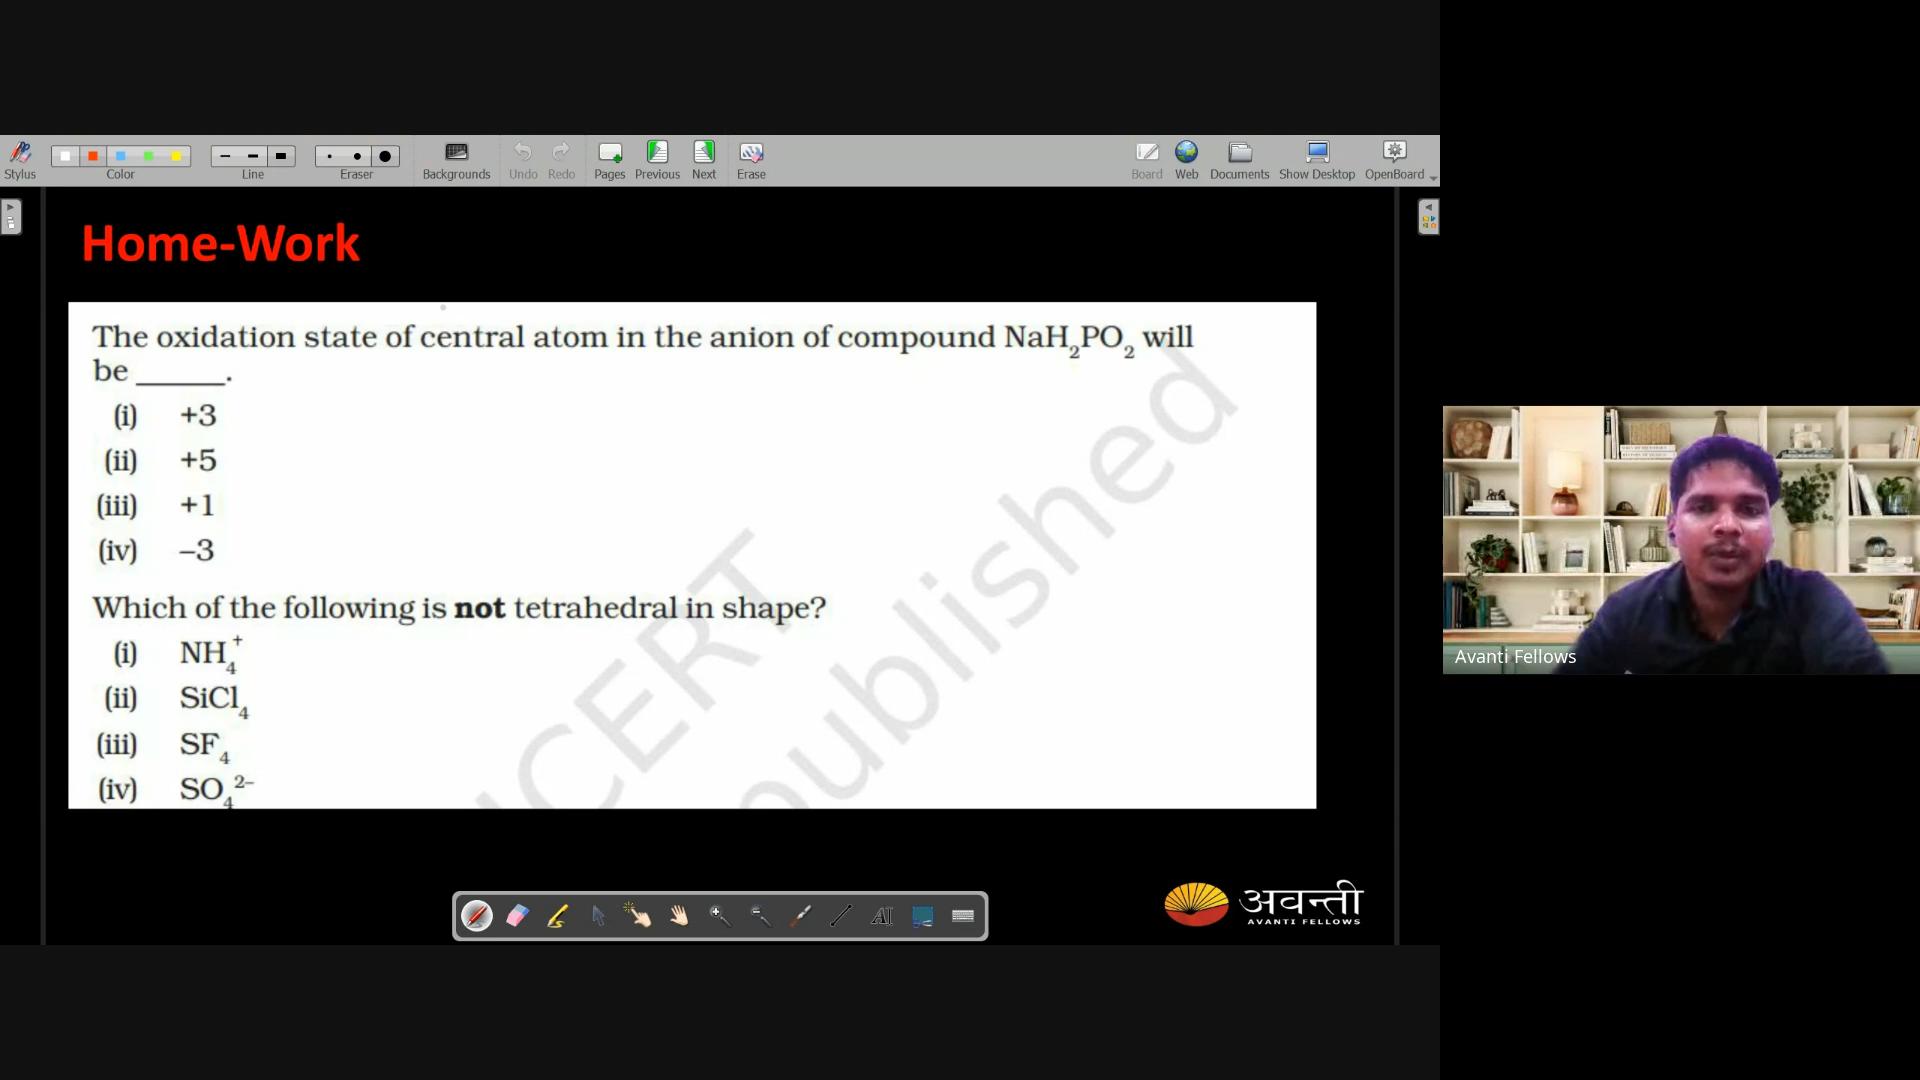 Stylus Color Line Eraser Backgrounds Undo Redo Pages Previous Next Erase Board Web Documents Show Desktop OpenBoard
Home-Work
The oxidation state of central atom in the anion of compound NaH₂PO₂ will
be ______.
(i) +3
(ii) +5
(iii) +1
(iv) –3
Which of the following is not tetrahedral in shape?
(i) NH₄⁺
(ii) SiCl₄
(iii) SF₄
(iv) SO₄²⁻
NCERT
published
अवन्ती
AVANTI FELLOWS
Avanti Fellows